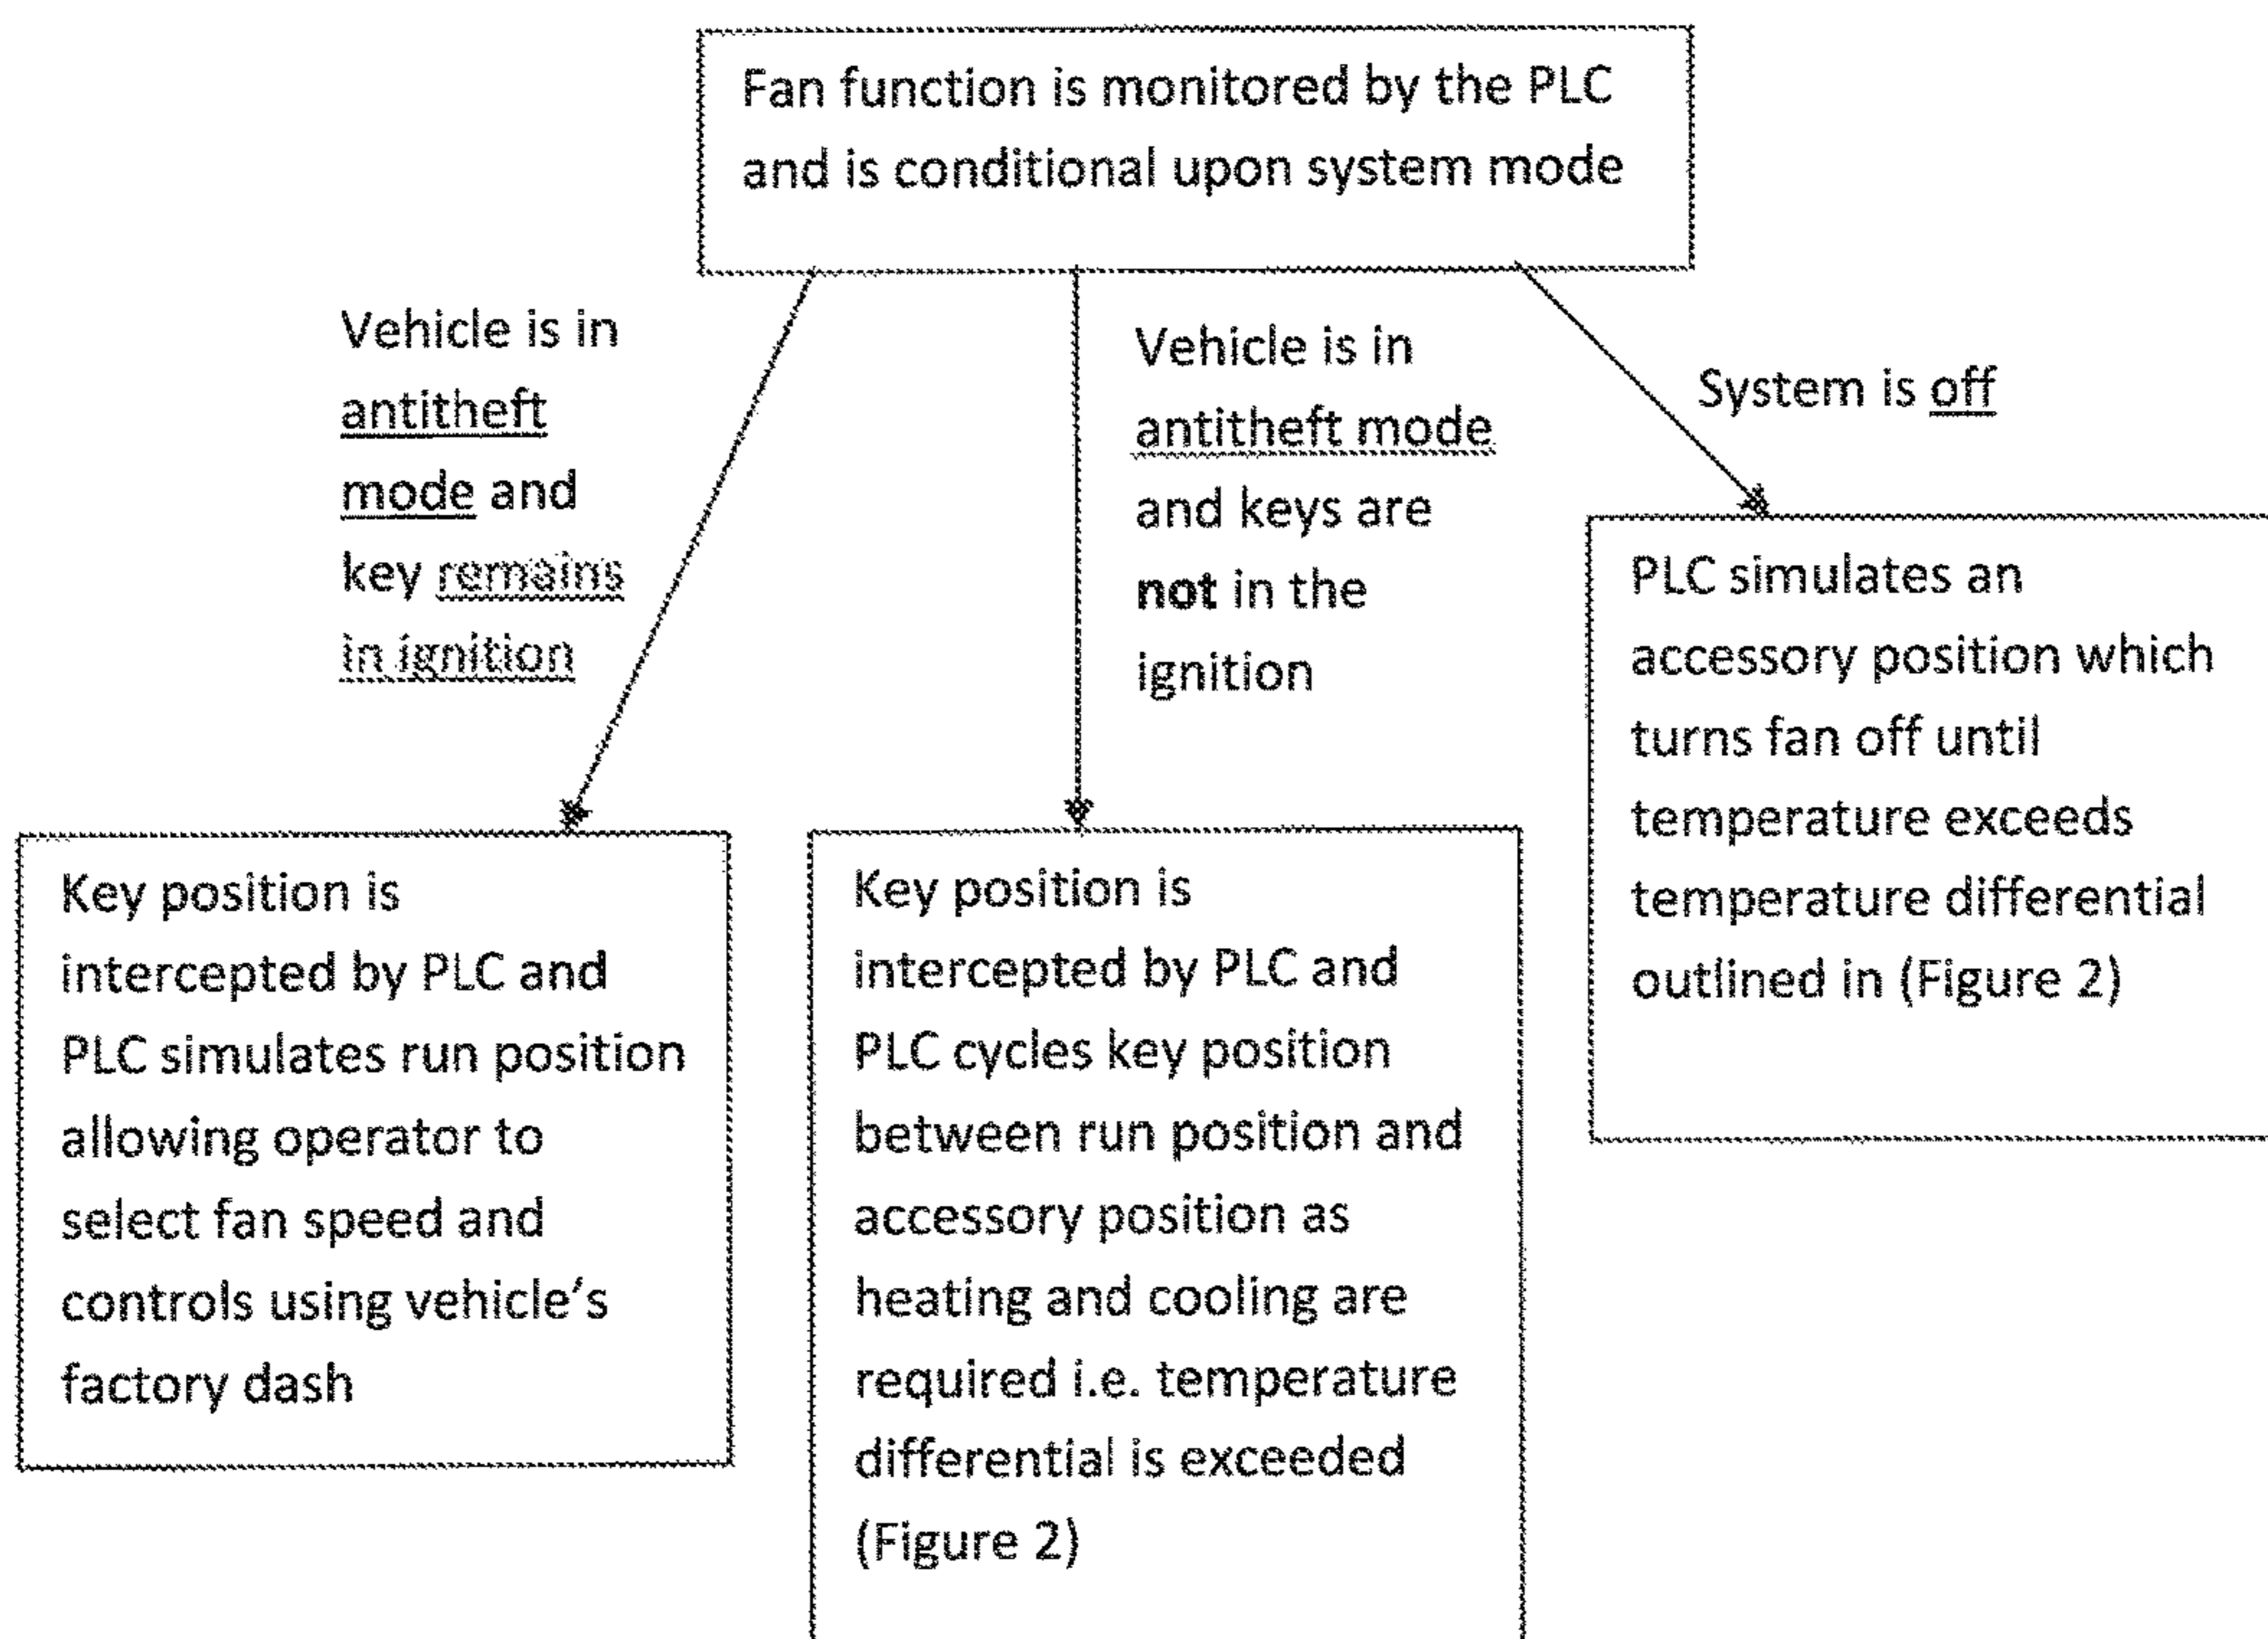 Fan function is monitored by the PLC
and is conditional upon system mode
Vehicle is in
antitheft
mode and
key remains
in ignition
Vehicle is in
antitheft mode
and keys are
not in the
ignition
System is off
Key position is
intercepted by PLC and
PLC simulates run position
allowing operator to
select fan speed and
controls using vehicle's
factory dash
Key position is
intercepted by PLC and
PLC cycles key position
between run position and
accessory position as
heating and cooling are
required i.e. temperature
differential is exceeded
(Figure 2)
PLC simulates an
accessory position which
turns fan off until
temperature exceeds
temperature differential
outlined in (Figure 2)